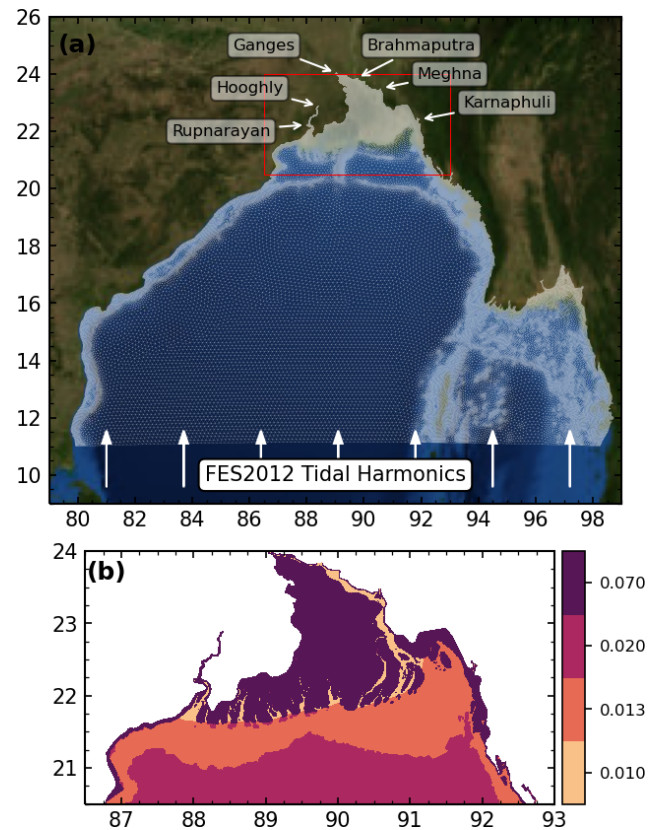 26
(a)
Ganges
Brahmaputra
24
Meghna
Hooghly
Karnaphuli
22
Rupnarayan
20
18
16
14
12
10
FES2012 Tidal Harmonics
80 82 84 86 88 90 92 94 96 98
24
(b)
0.070
23
0.020
22
0.013
21
0.010
87 88 89 90 91 92 93